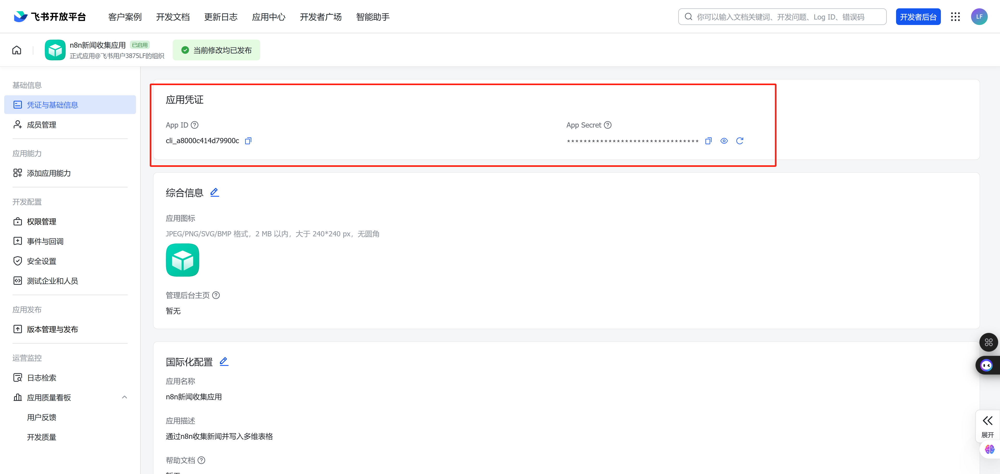 飞书开放平台 客户案例 开发文档 更新日志 应用中心 开发者广场 智能助手 你可以输入文档关键词、开发问题、Log ID、错误码 开发者后台 LF
n8n新闻收集应用 已启用
正式应用@飞书用户3875LF的组织
当前修改均已发布
基础信息
凭证与基础信息
成员管理
应用能力
添加应用能力
开发配置
权限管理
事件与回调
安全设置
测试企业和人员
应用发布
版本管理与发布
运营监控
日志检索
应用质量看板
用户反馈
开发质量
应用凭证
App ID
cli_a8000c414d79900c
App Secret
********************************
综合信息
应用图标
JPEG/PNG/SVG/BMP 格式，2 MB 以内，大于 240*240 px，无圆角
管理后台主页
暂无
国际化配置
应用名称
n8n新闻收集应用
应用描述
通过n8n收集新闻并写入多维表格
帮助文档
展开